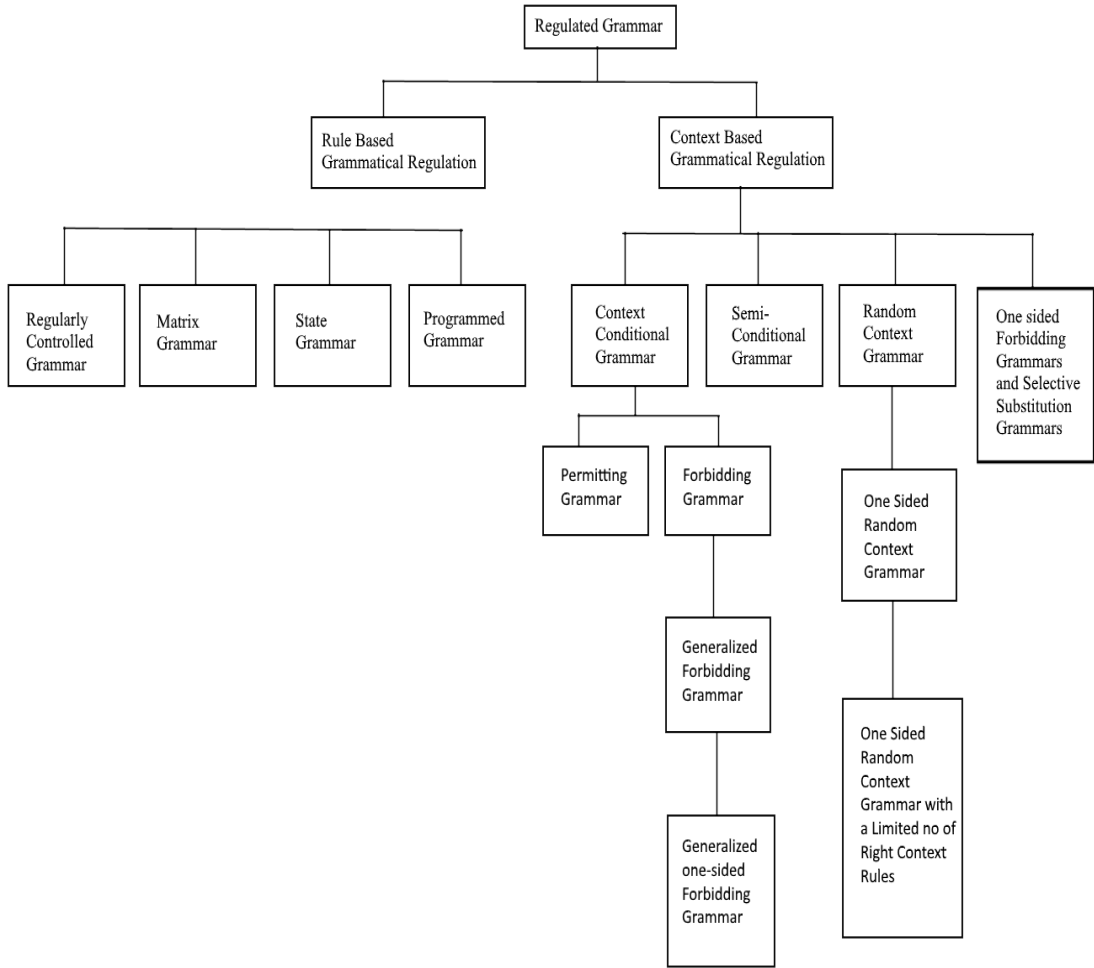 Regulated Grammar
Rule Based
Grammatical Regulation
Context Based
Grammatical Regulation
Regularly
Controlled
Grammar
Matrix
Grammar
State
Grammar
Programmed
Grammar
Context
Conditional
Grammar
Semi-
Conditional
Grammar
Random
Context
Grammar
One sided
Forbidding
Grammars
and Selective
Substitution
Grammars
Permitting
Grammar
Forbidding
Grammar
One Sided
Random
Context
Grammar
Generalized
Forbidding
Grammar
One Sided
Random
Context
Grammar with
a Limited no of
Right Context
Rules
Generalized
one-sided
Forbidding
Grammar